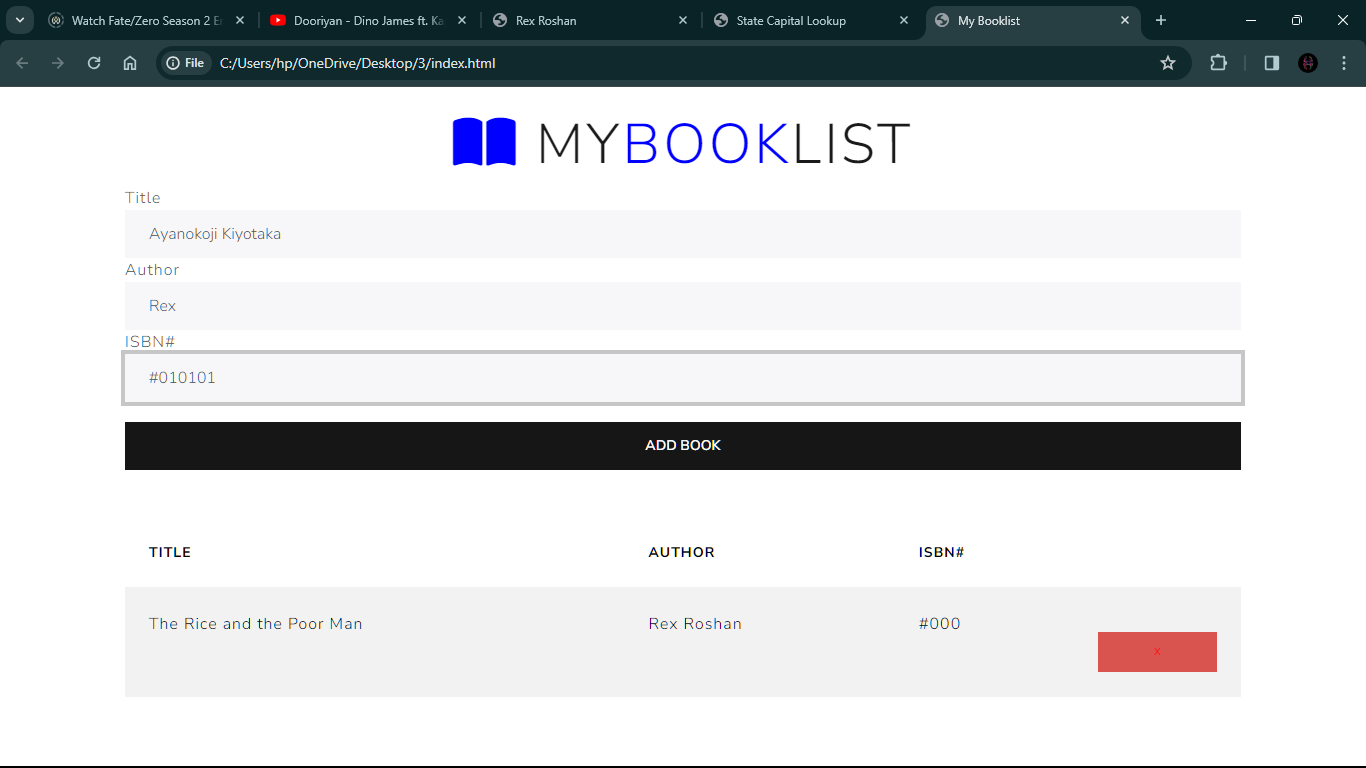 Watch Fate/Zero Season 2 E
Dooriyan - Dino James ft. Ka
Rex Roshan
State Capital Lookup
My Booklist
File
C:/Users/hp/OneDrive/Desktop/3/index.html
MYBOOKLIST
Title
Ayanokoji Kiyotaka
Author
Rex
ISBN#
#010101
ADD BOOK
TITLE AUTHOR ISBN#
The Rice and the Poor Man Rex Roshan #000
x